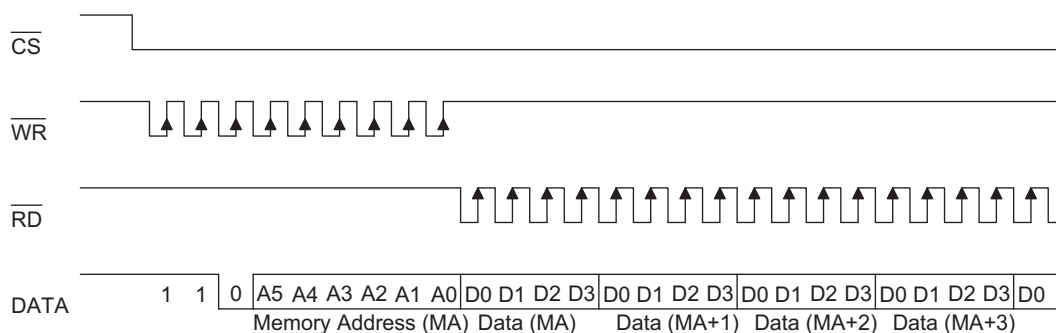 CS
WR
RD
DATA 1 1 0 A5 A4 A3 A2 A1 A0 D0 D1 D2 D3 D0 D1 D2 D3 D0 D1 D2 D3 D0 D1 D2 D3 D0
Memory Address (MA) Data (MA) Data (MA+1) Data (MA+2) Data (MA+3)